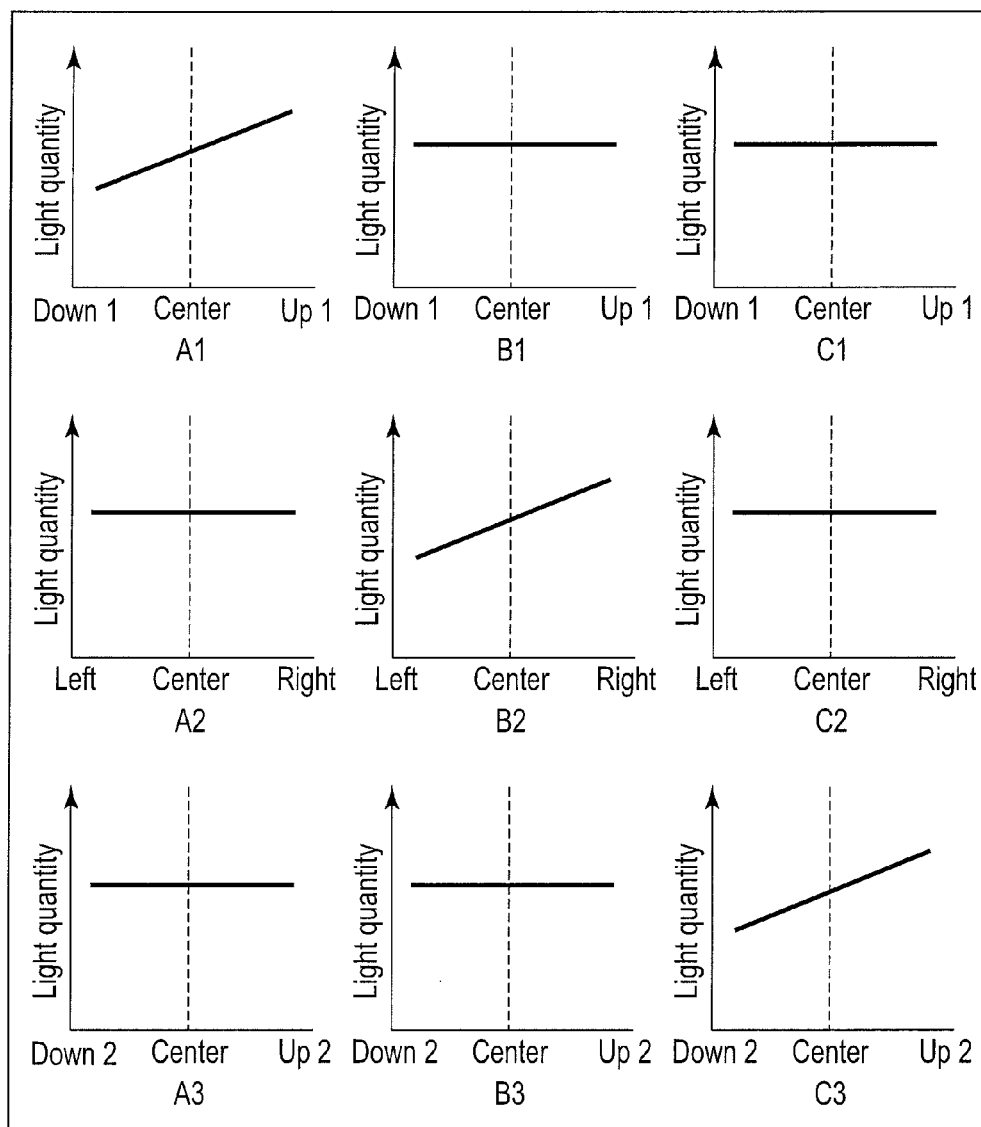 Light quantity
Light quantity
Light quantity
Down 1 Center Up 1
Down 1 Center Up 1
Down 1 Center Up 1
A1
B1
C1
Light quantity
Light quantity
Light quantity
Left Center Right
Left Center Right
Left Center Right
A2
B2
C2
Light quantity
Light quantity
Light quantity
Down 2 Center Up 2
Down 2 Center Up 2
Down 2 Center Up 2
A3
B3
C3